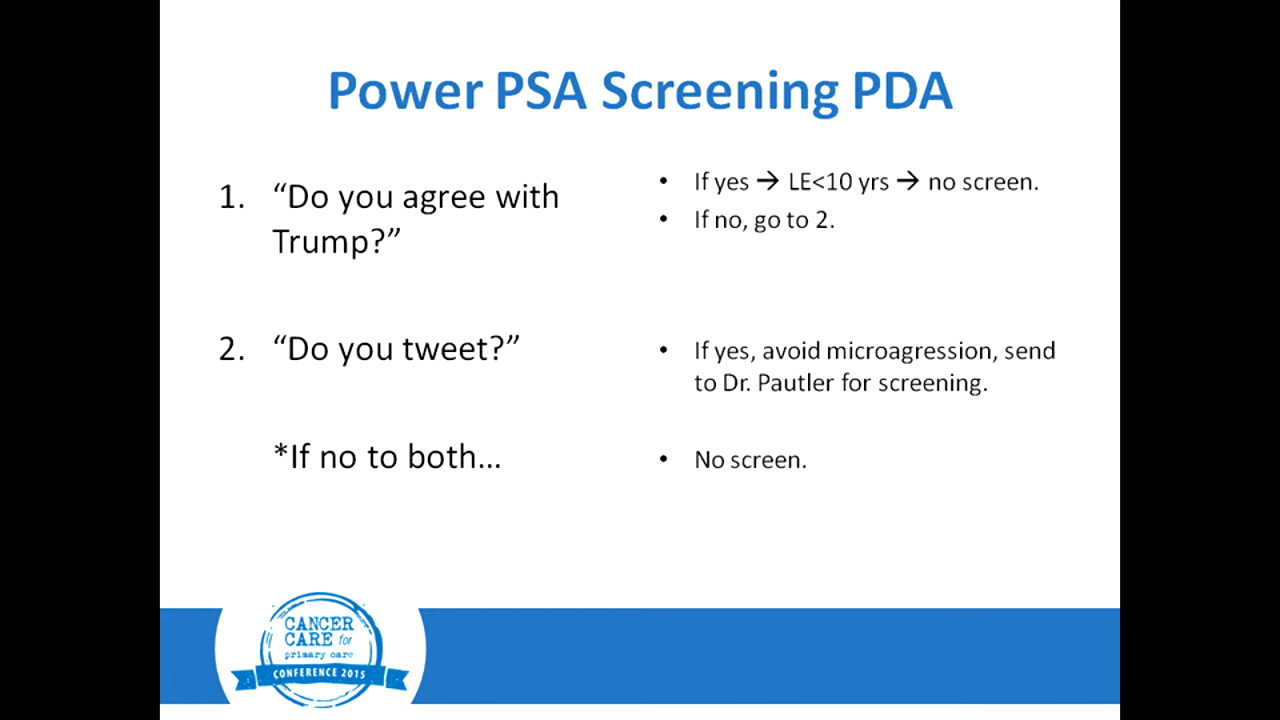 Power PSA Screening PDA
1. “Do you agree with
Trump?”
• If yes → LE<10 yrs → no screen.
• If no, go to 2.
2. “Do you tweet?”
• If yes, avoid microagression, send
to Dr. Pautler for screening.
*If no to both…
• No screen.
CANCER
CARE for
primary care
CONFERENCE 2015